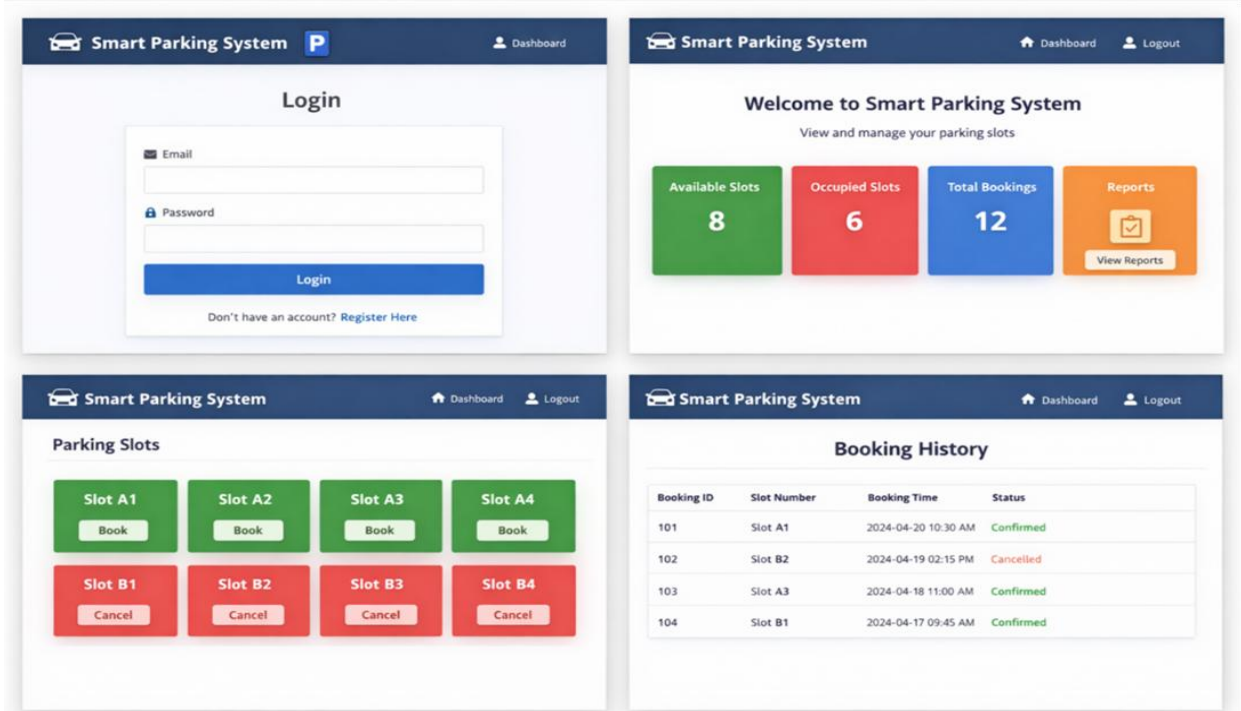 Smart Parking System P Dashboard
Login
Email
Password
Login
Don't have an account? Register Here
Smart Parking System Dashboard Logout
Welcome to Smart Parking System
View and manage your parking slots
Available Slots Occupied Slots Total Bookings Reports
8 6 12
View Reports
Smart Parking System Dashboard Logout
Parking Slots
Slot A1 Slot A2 Slot A3 Slot A4
Book Book Book Book
Slot B1 Slot B2 Slot B3 Slot B4
Cancel Cancel Cancel Cancel
Smart Parking System Dashboard Logout
Booking History
Booking ID Slot Number Booking Time Status
101 Slot A1 2024-04-20 10:30 AM Confirmed
102 Slot B2 2024-04-19 02:15 PM Cancelled
103 Slot A3 2024-04-18 11:00 AM Confirmed
104 Slot B1 2024-04-17 09:45 AM Confirmed